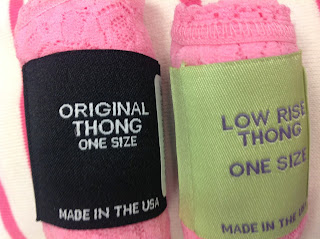 ORIGINAL
THONG
ONE SIZE
MADE IN THE USA
LOW RISE
THONG
ONE SIZE
MADE IN THE USA